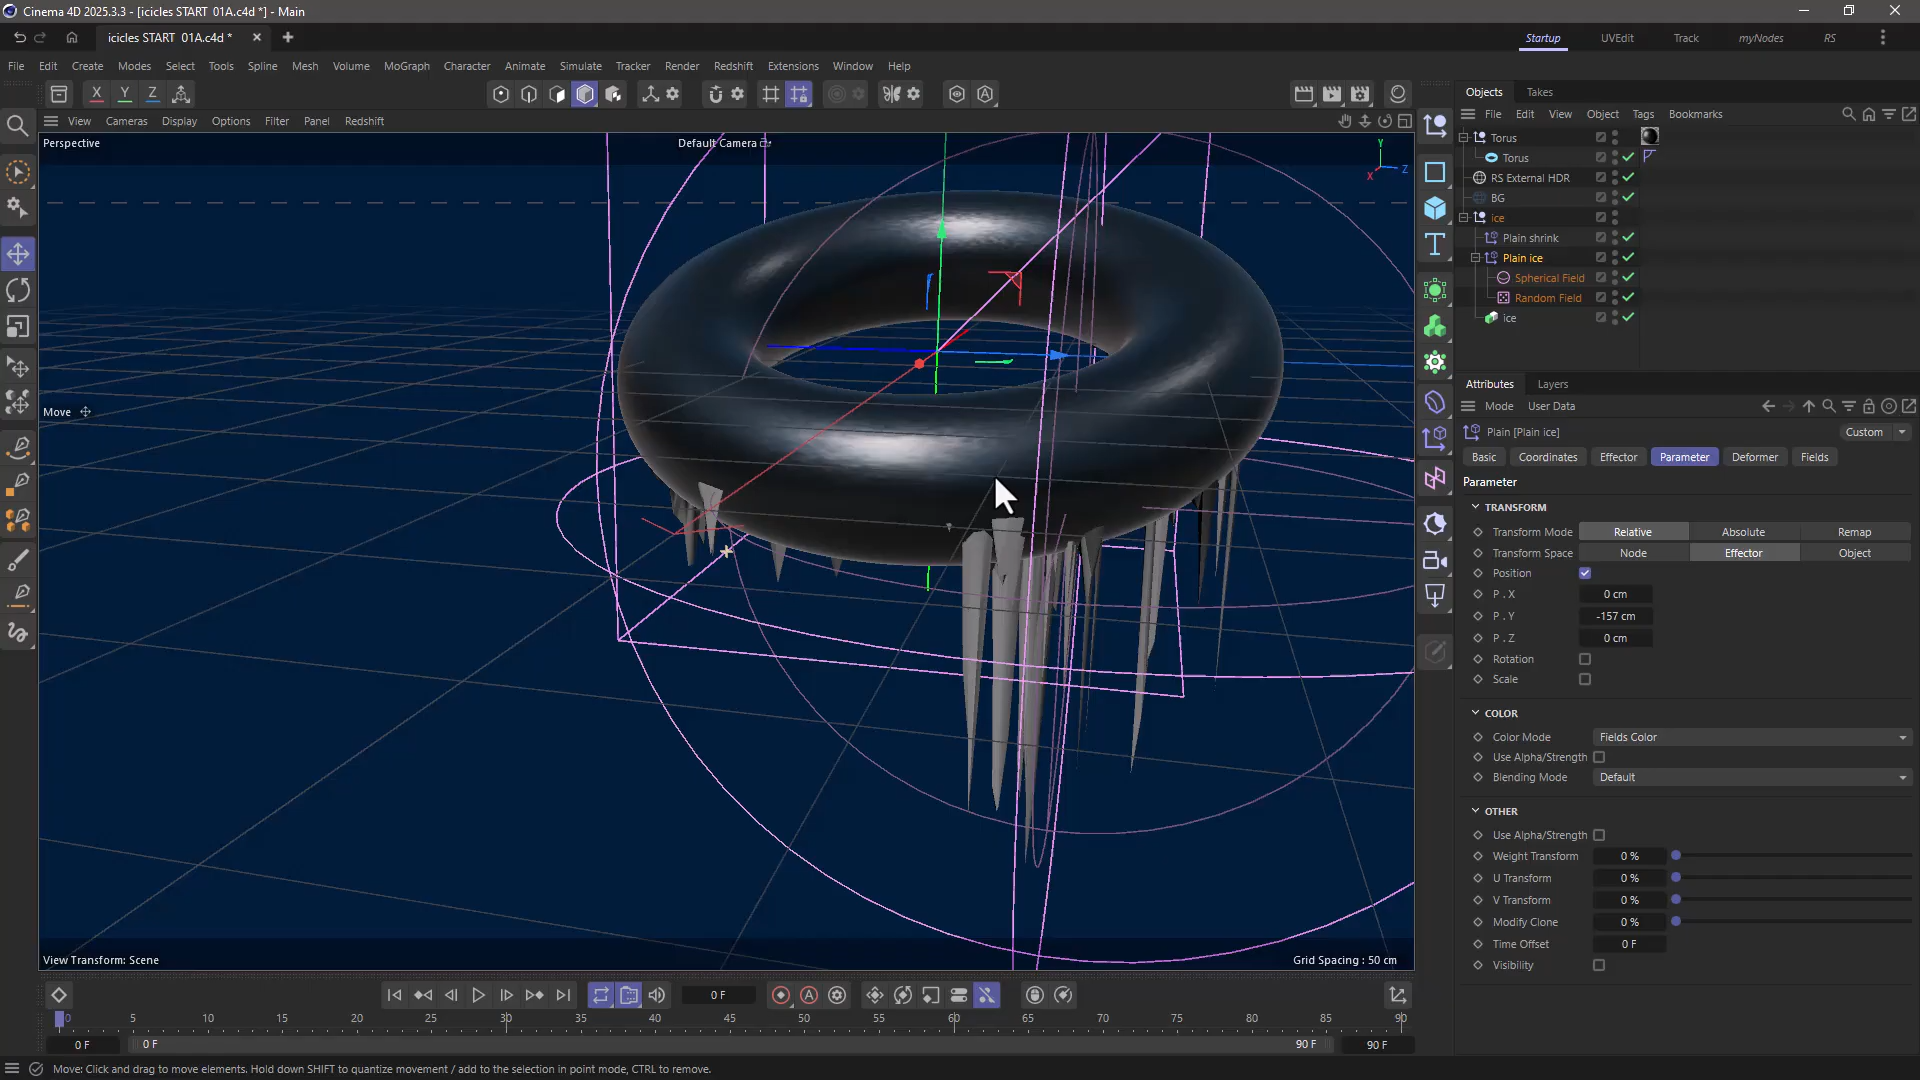 Cinema 4D 2025.3.3 - [icicles START 01A.c4d *] - Main
icicles START 01A.c4d *
Startup UVEdit Track myNodes RS
File Edit Create Modes Select Tools Spline Mesh Volume MoGraph Character Animate Simulate Tracker Render Redshift Extensions Window Help
X Y Z
Objects Takes
File Edit View Object Tags Bookmarks
View Cameras Display Options Filter Panel Redshift
Perspective
Default Camera
Y
Z
X
Torus
Torus
RS External HDR
BG
ice
Plain shrink
Plain ice
Spherical Field
Random Field
ice
Move
Attributes Layers
Mode User Data
Plain [Plain ice]
Custom
Basic Coordinates Effector Parameter Deformer Fields
Parameter
TRANSFORM
Transform Mode Relative Absolute Remap
Transform Space Node Effector Object
Position
P . X 0 cm
P . Y -157 cm
P . Z 0 cm
Rotation
Scale
COLOR
Color Mode Fields Color
Use Alpha/Strength
Blending Mode Default
OTHER
Use Alpha/Strength
Weight Transform 0 %
U Transform 0 %
V Transform 0 %
Modify Clone 0 %
Time Offset 0 F
Visibility
View Transform: Scene
Grid Spacing : 50 cm
0 F
0 5 10 15 20 25 30 35 40 45 50 55 60 65 70 75 80 85 90
0 F 0 F 90 F 90 F
Move: Click and drag to move elements. Hold down SHIFT to quantize movement / add to the selection in point mode, CTRL to remove.